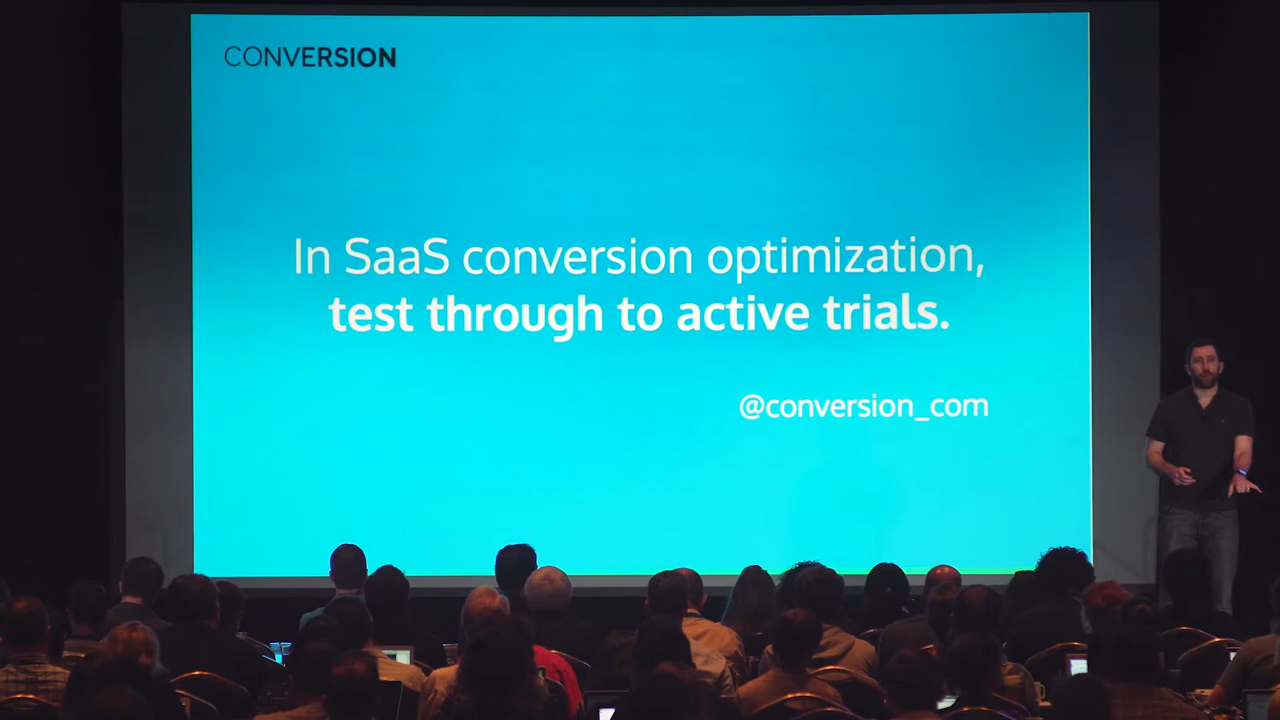 CONVERSION
In SaaS conversion optimization,
test through to active trials.
@conversion_com